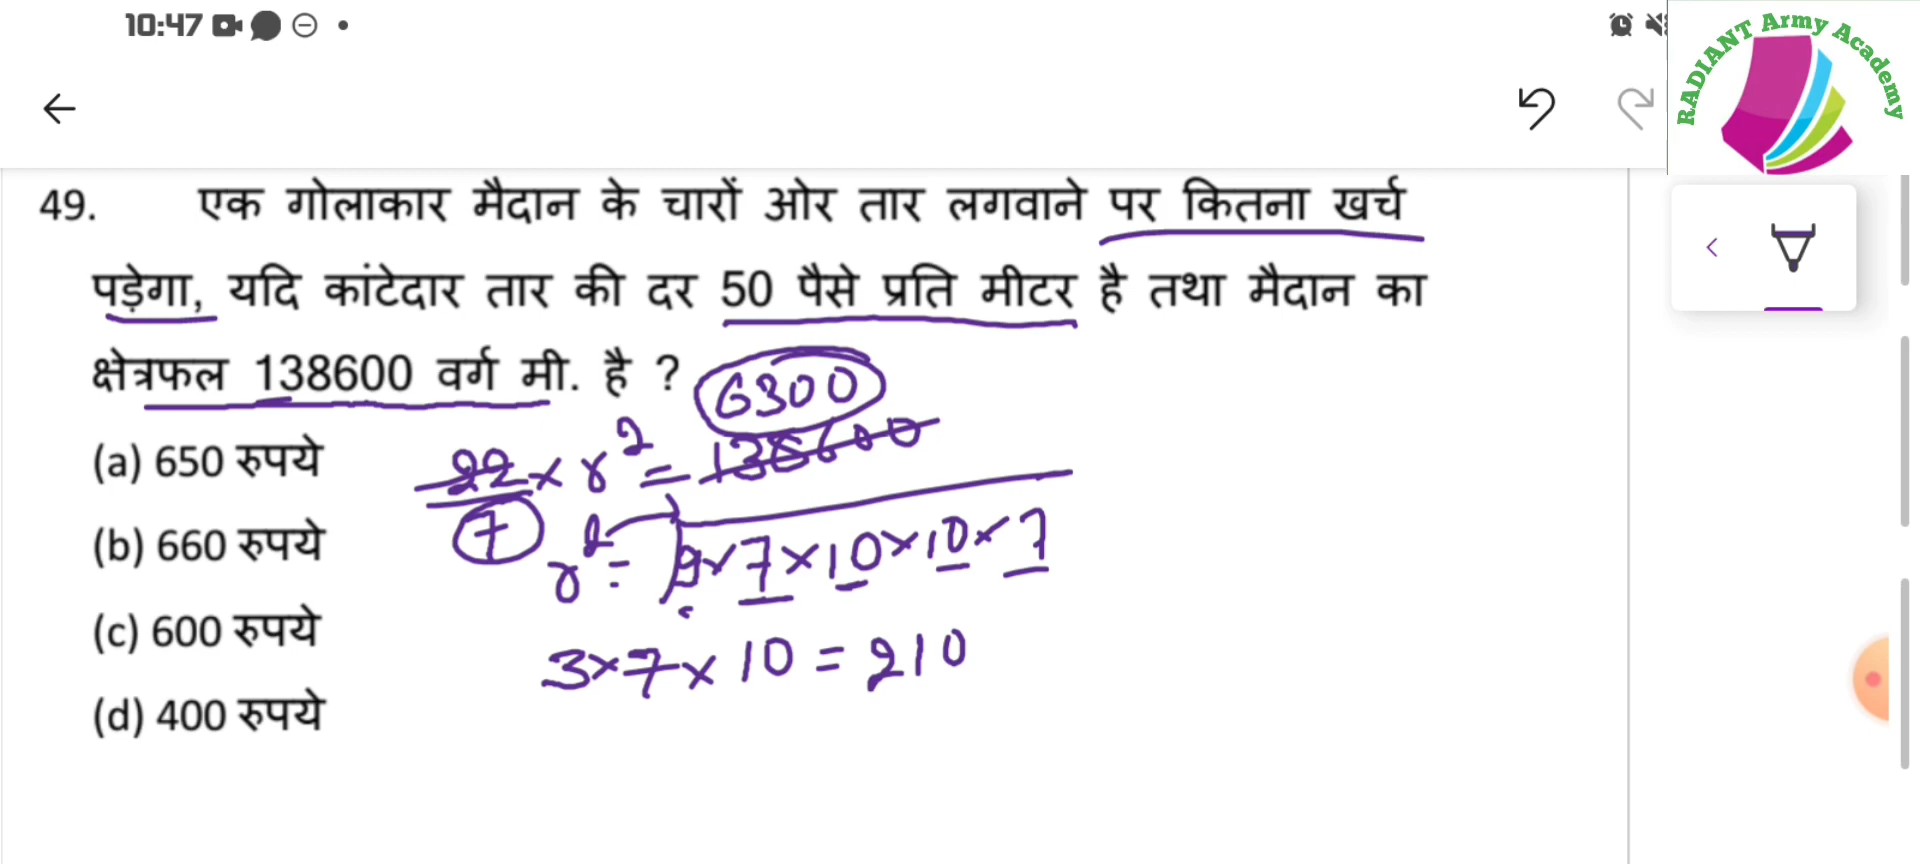 10:47
RADIANT Army Academy
49. एक गोलाकार मैदान के चारों ओर तार लगवाने पर कितना खर्च
पड़ेगा, यदि कांटेदार तार की दर 50 पैसे प्रति मीटर है तथा मैदान का
क्षेत्रफल 138600 वर्ग मी. है ?
6300
(a) 650 रुपये
22/7 × r² = 138600
(b) 660 रुपये
r² = 9×7×10×10×7
(c) 600 रुपये
3×7×10 = 210
(d) 400 रुपये